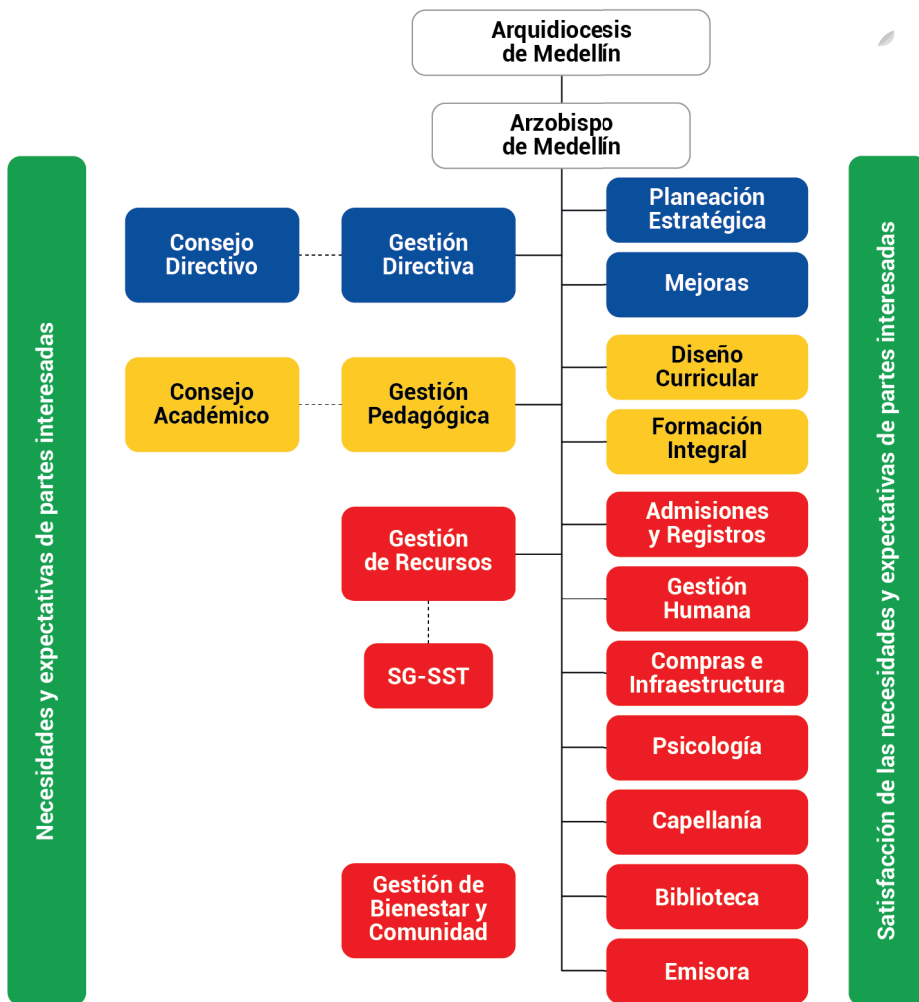 Arquidiocesis
de Medellín
Arzobispo
de Medellín
Necesidades y expectativas de partes interesadas
Consejo
Directivo
Gestión
Directiva
Planeación
Estratégica
Mejoras
Consejo
Académico
Gestión
Pedagógica
Diseño
Curricular
Formación
Integral
Gestión
de Recursos
SG-SST
Admisiones
y Registros
Gestión
Humana
Compras e
Infraestructura
Psicología
Capellanía
Gestión de
Bienestar y
Comunidad
Biblioteca
Emisora
Satisfacción de las necesidades y expectativas de partes interesadas